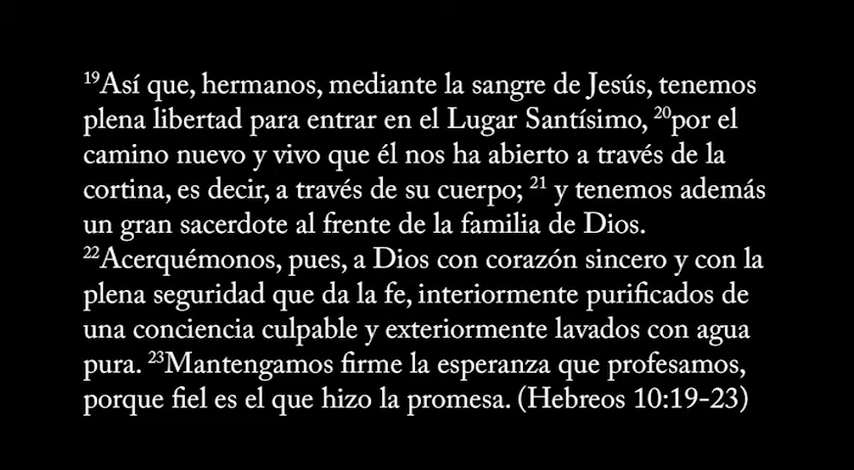 ¹⁹Así que, hermanos, mediante la sangre de Jesús, tenemos
plena libertad para entrar en el Lugar Santísimo, ²⁰por el
camino nuevo y vivo que él nos ha abierto a través de la
cortina, es decir, a través de su cuerpo; ²¹ y tenemos además
un gran sacerdote al frente de la familia de Dios.
²²Acerquémonos, pues, a Dios con corazón sincero y con la
plena seguridad que da la fe, interiormente purificados de
una conciencia culpable y exteriormente lavados con agua
pura. ²³Mantengamos firme la esperanza que profesamos,
porque fiel es el que hizo la promesa. (Hebreos 10:19-23)